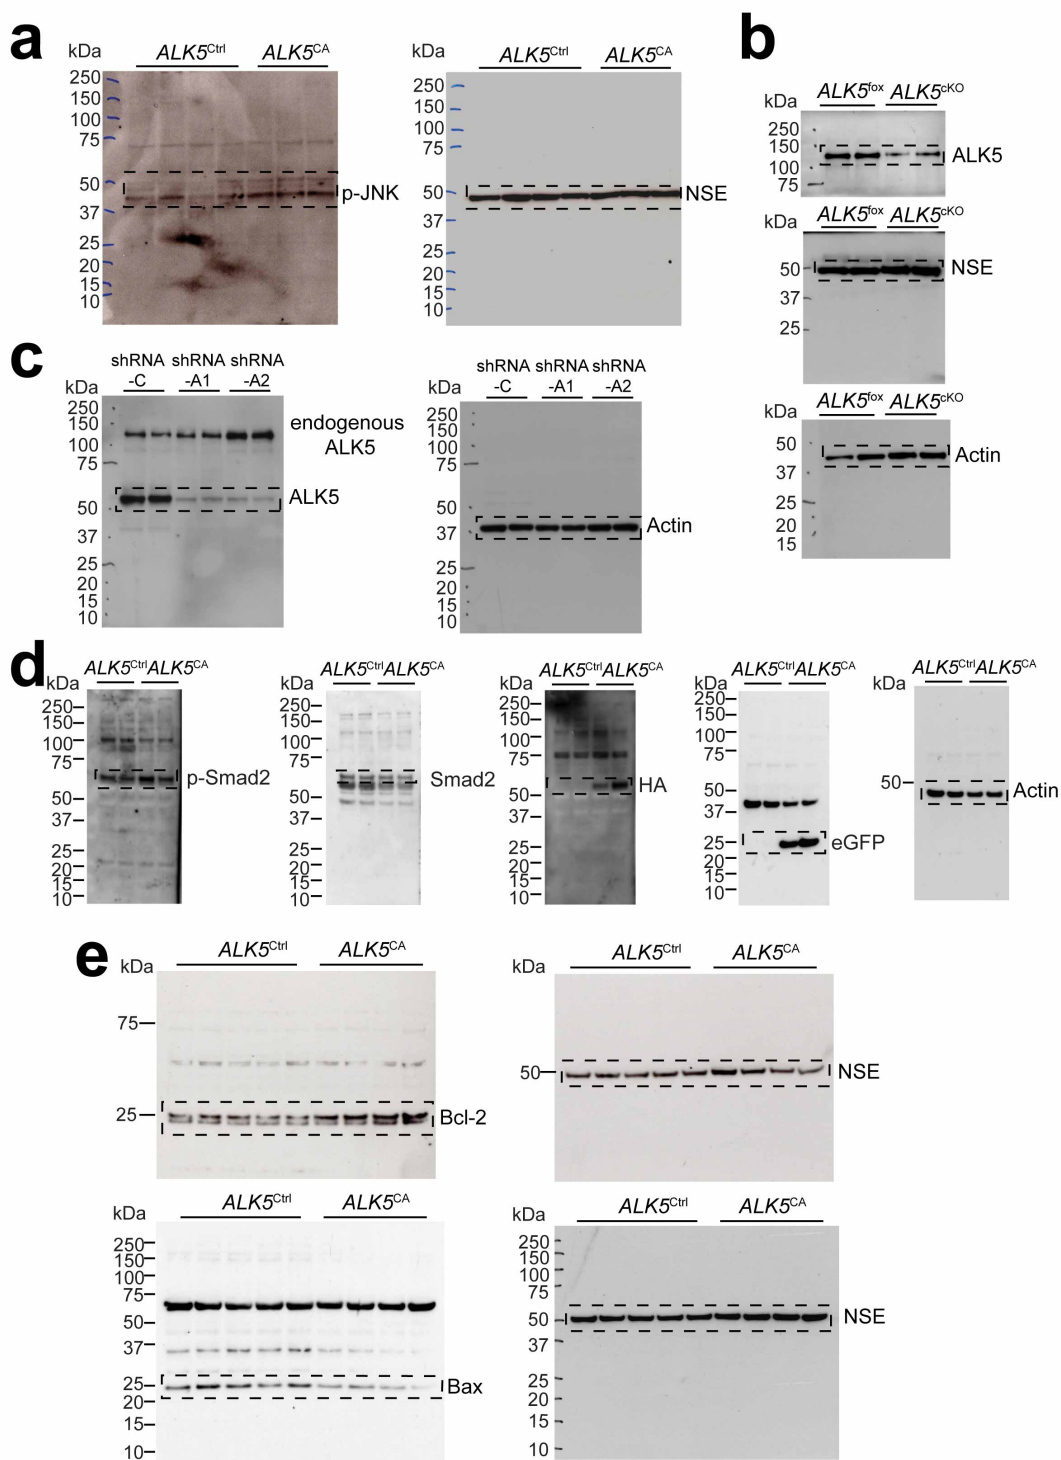 a
kDa
ALK5Ctrl ALK5CA
250
150
100
75
50
37
25
20
15
10
p-JNK
kDa
ALK5Ctrl ALK5CA
250
150
100
75
50
37
25
20
15
10
NSE
b
kDa
ALK5fox ALK5cKO
250
150
100
75
ALK5
ALK5fox ALK5cKO
50
37
25
NSE
kDa
ALK5fox ALK5cKO
50
37
25
20
15
Actin
c
shRNA shRNA shRNA
-C -A1 -A2
kDa
250
150
100
75
50
37
25
20
15
10
endogenous
ALK5
ALK5
shRNA shRNA shRNA
-C -A1 -A2
kDa
250
150
100
75
50
37
25
20
15
10
Actin
d
ALK5Ctrl ALK5CA
kDa
250
150
100
75
50
37
25
20
15
10
p-Smad2
ALK5Ctrl ALK5CA
kDa
250
150
100
75
50
37
25
20
15
10
Smad2
ALK5Ctrl ALK5CA
kDa
250
150
100
75
50
37
25
20
15
10
HA
ALK5Ctrl ALK5CA
kDa
250
150
100
75
50
37
25
20
15
10
eGFP
ALK5Ctrl ALK5CA
kDa
50
Actin
e
ALK5Ctrl ALK5CA
kDa
75
25
Bcl-2
ALK5Ctrl ALK5CA
kDa
50
NSE
ALK5Ctrl ALK5CA
kDa
250
150
100
75
50
37
25
20
15
10
Bax
ALK5Ctrl ALK5CA
kDa
250
150
100
75
50
37
25
20
15
10
NSE